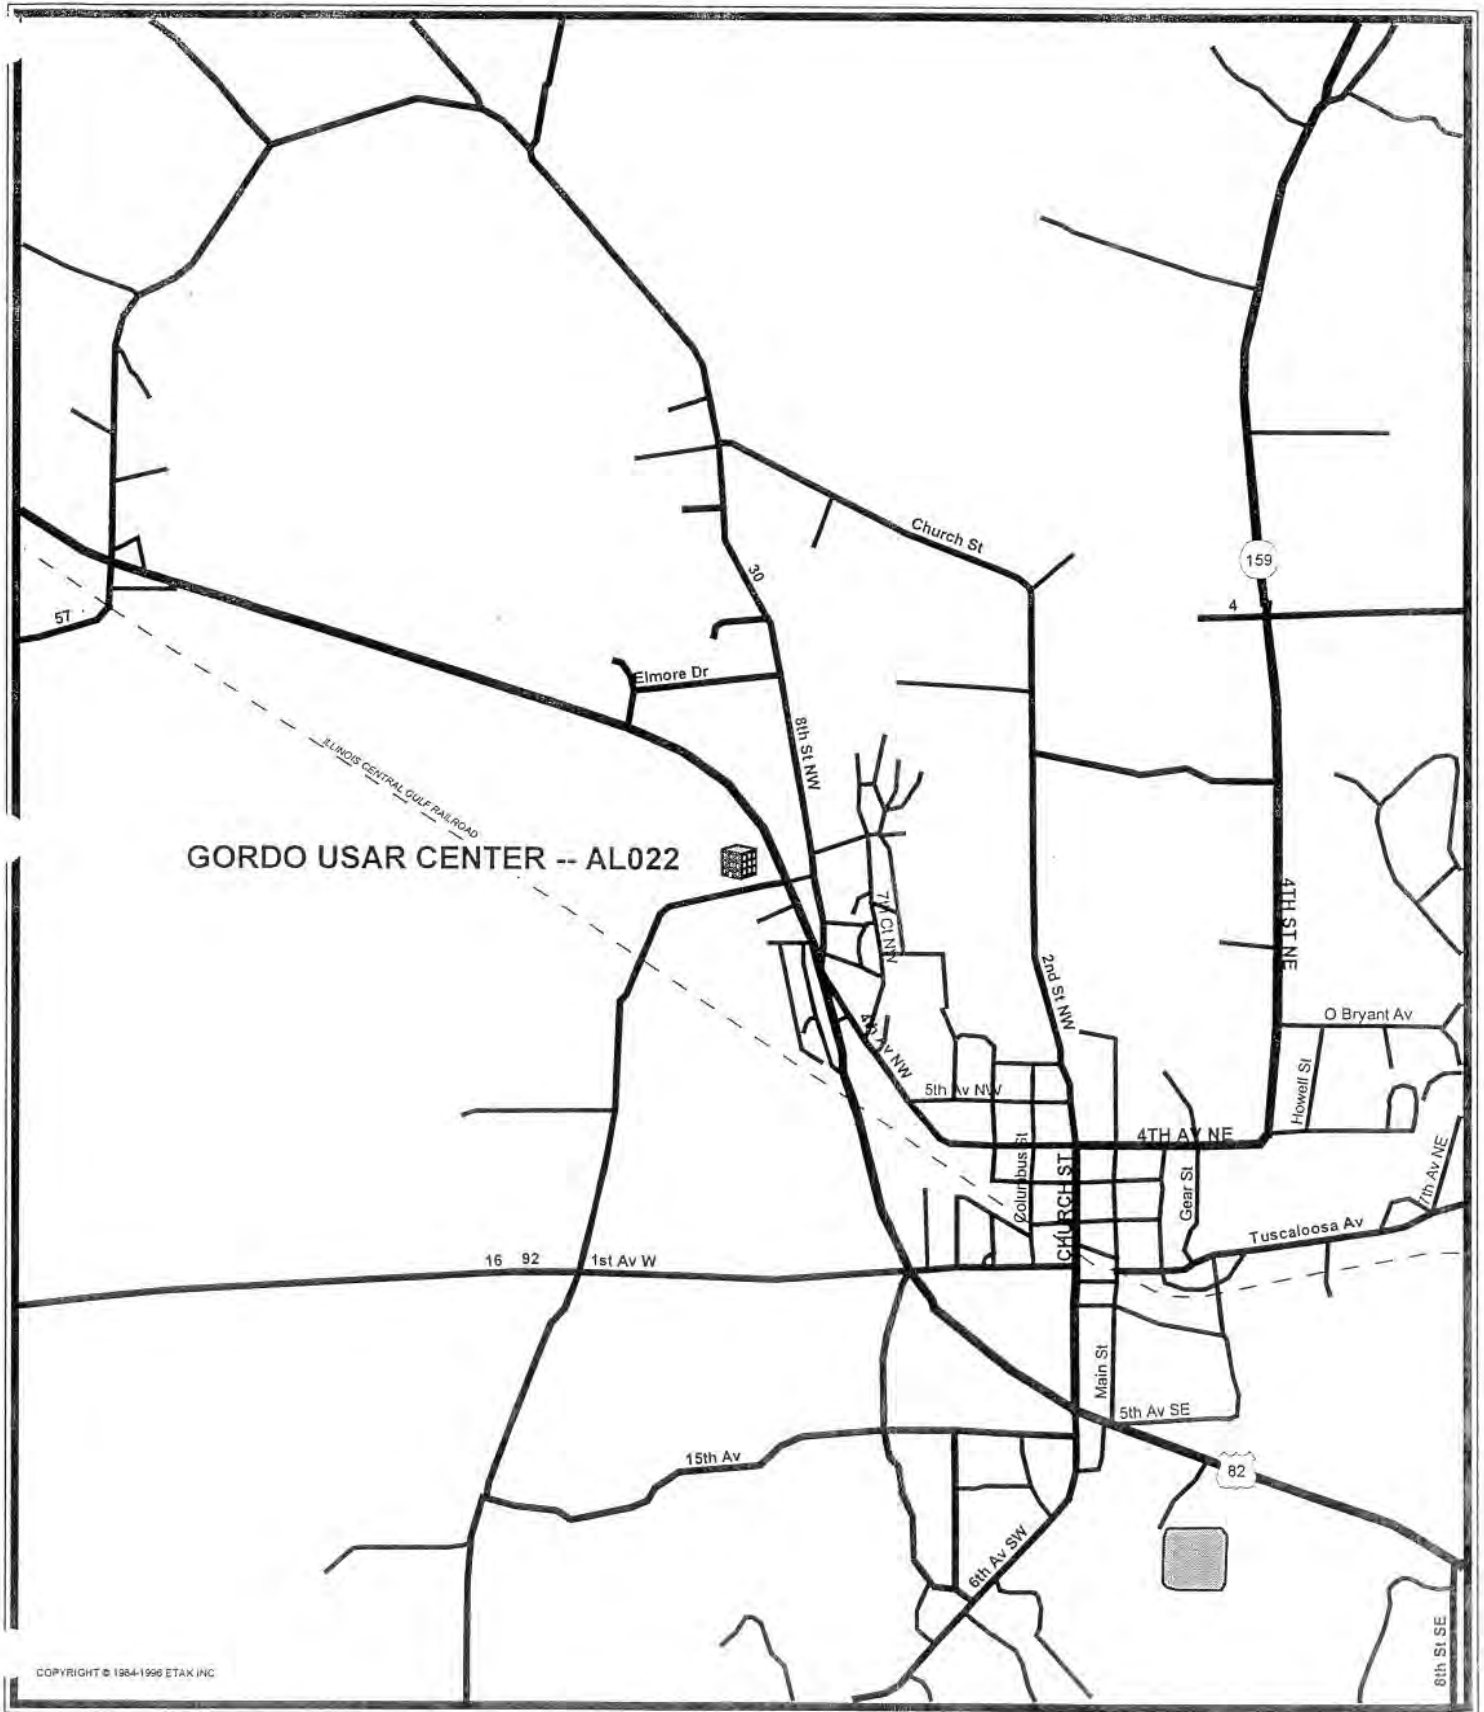 Church St
159
30
4
57
Elmore Dr
8th St NW
ILLINOIS CENTRAL GULF RAILROAD
GORDO USAR CENTER -- AL022
7th Ct NW
4TH ST NE
2nd St NW
O Bryant Av
4th Av NW
5th Av NW
Howell St
4TH AV NE
Columbus St
CHURCH ST
Gear St
7th Av NE
Tuscaloosa Av
16 92 1st Av W
Main St
5th Av SE
15th Av
82
6th Av SW
8th St SE
COPYRIGHT © 1984-1996 ETAK INC